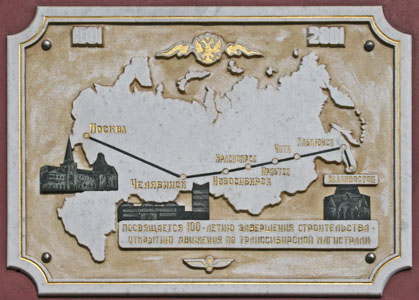 1901 2001
МОСКВА
ЧЕЛЯБИНСК
НОВОСИБИРСК
КРАСНОЯРСК
ИРКУТСК
ЧИТА
ХАБАРОВСК
ВЛАДИВОСТОК
ПОСВЯЩАЕТСЯ 100-ЛЕТИЮ ЗАВЕРШЕНИЯ СТРОИТЕЛЬСТВА -
ОТКРЫТИЮ ДВИЖЕНИЯ ПО ТРАНССИБИРСКОЙ МАГИСТРАЛИ